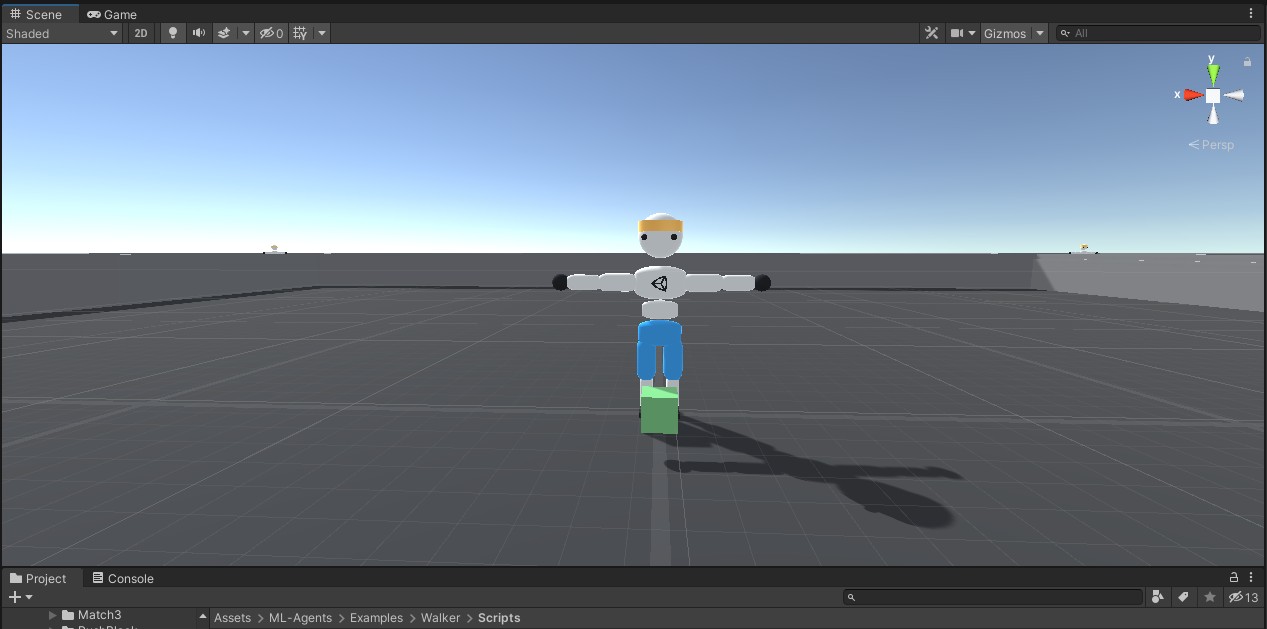 Scene Game
Shaded 2D 0 Gizmos All
y
x
Persp
Project Console
13
Match3 Assets > ML-Agents > Examples > Walker > Scripts